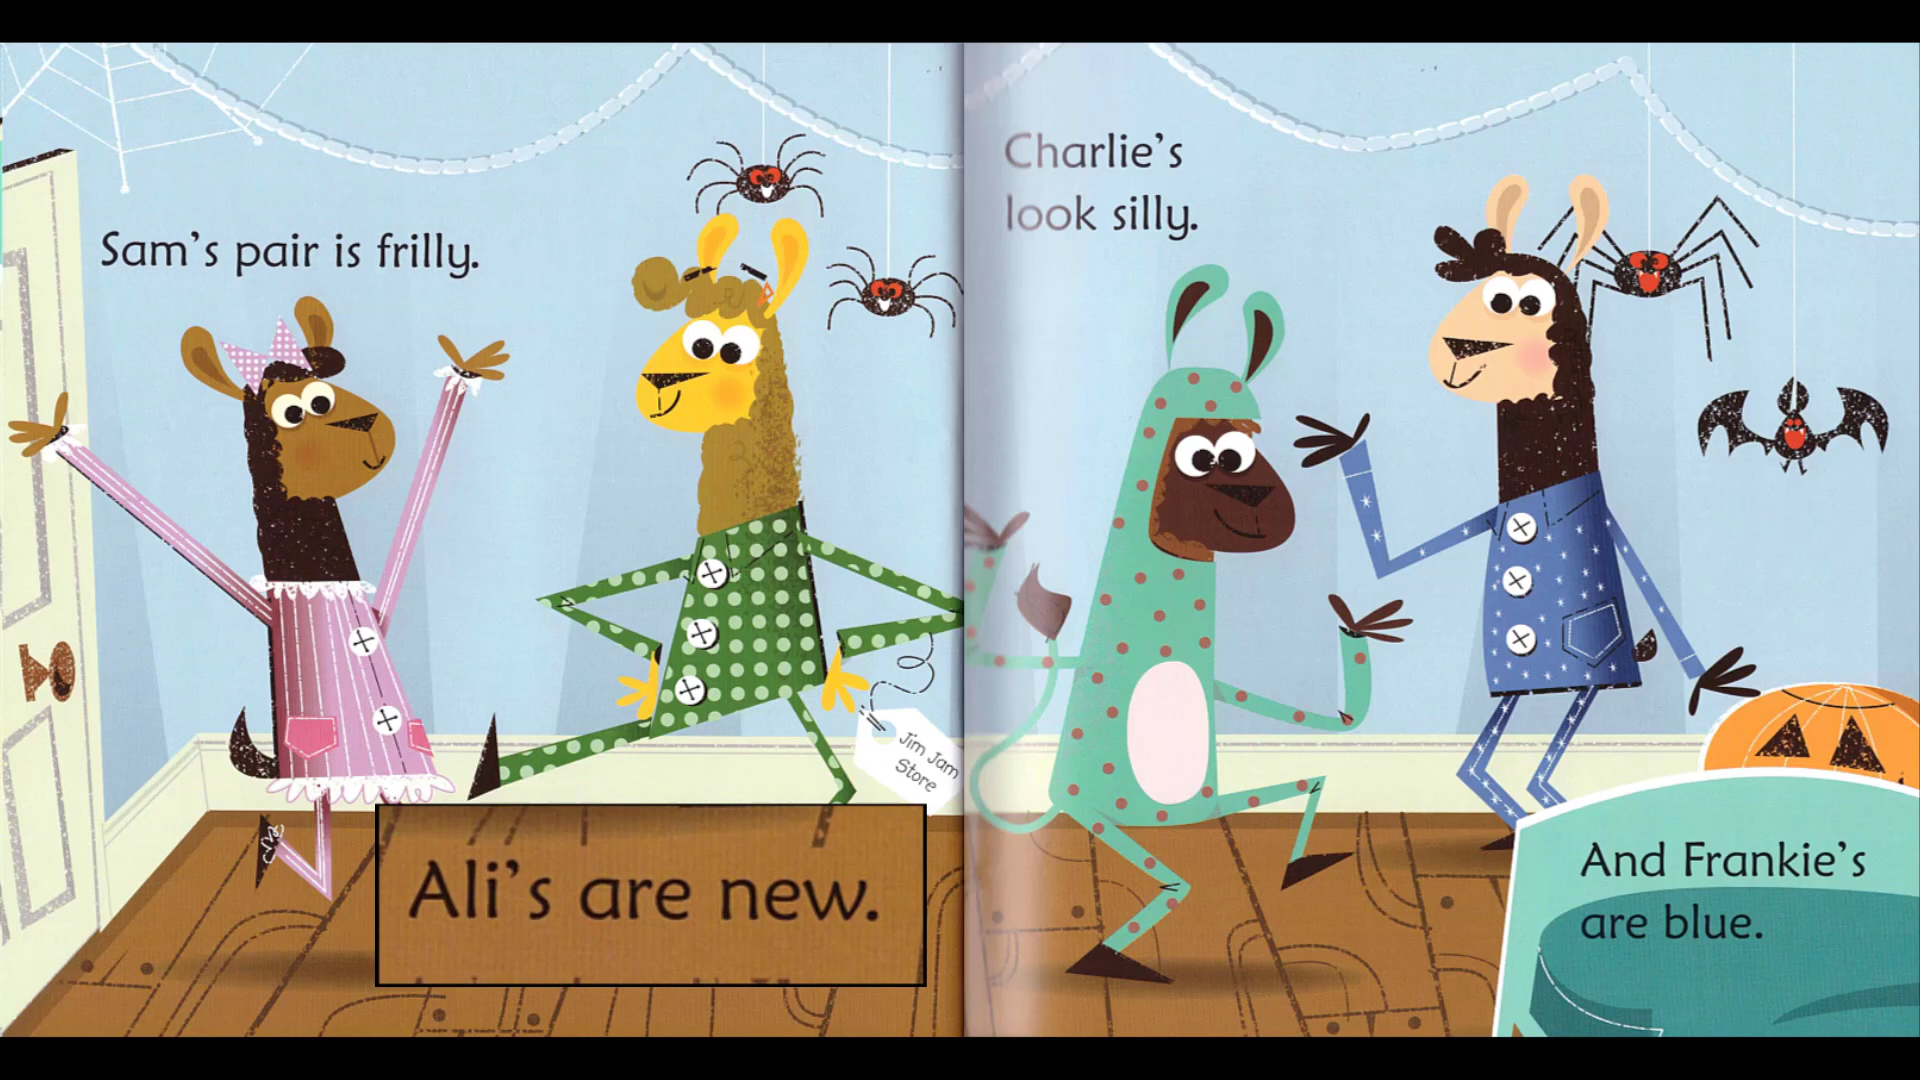 Sam's pair is frilly.
Jim Jam
Store
Ali's are new.
Charlie's
look silly.
And Frankie's
are blue.